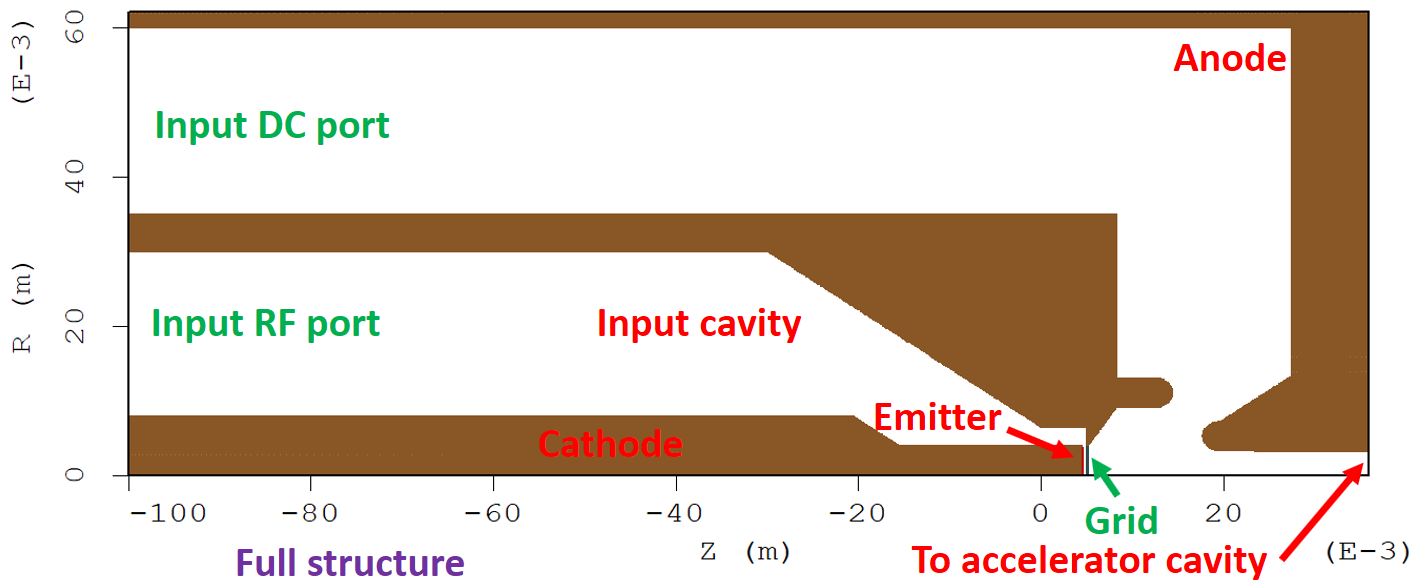 60
(E-3)
Anode
Input DC port
40
R (m)
20
Input RF port
Input cavity
Emitter
Cathode
0
-100
-80
-60
-40
-20
0
20
Grid
Z (m)
(E-3)
To accelerator cavity
Full structure